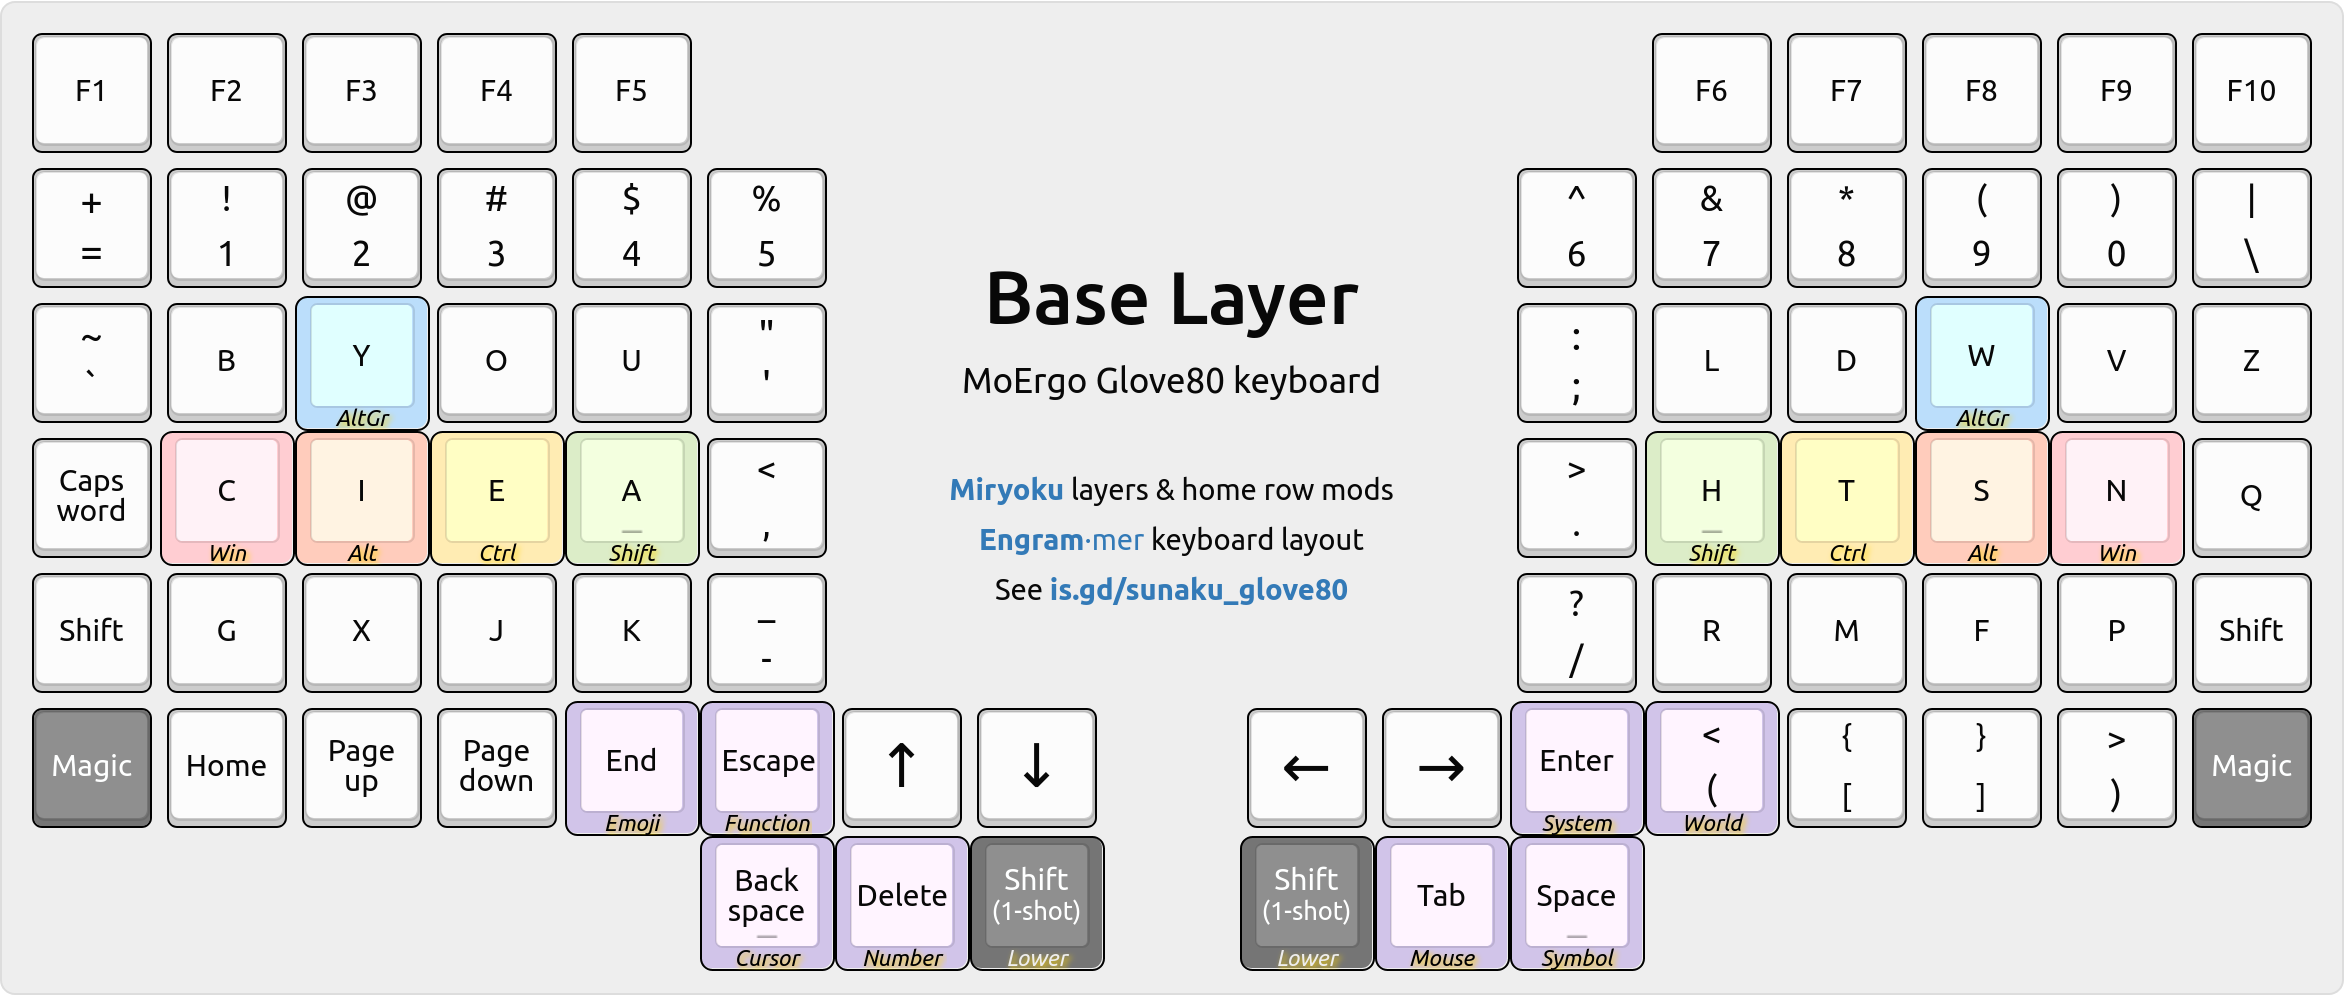 F1 F2 F3 F4 F5 F6 F7 F8 F9 F10
+ ! @ # $ % ^ & * ( ) |
= 1 2 3 4 5 6 7 8 9 0 \
~ " :
` B Y O U ' ; L D W V Z
AltGr AltGr
Caps < >
word C I E A , . H T S N Q
_ _
Win Alt Ctrl Shift Shift Ctrl Alt Win
_ ?
Shift G X J K - / R M F P Shift
Base Layer
MoErgo Glove80 keyboard
Miryoku layers & home row mods
Engram·mer keyboard layout
See is.gd/sunaku_glove80
Page Page < { } >
Magic Home up down End Escape ↑ ↓ ← → Enter ( [ ] ) Magic
Emoji Function System World
Back Shift Shift
space Delete (1-shot) (1-shot) Tab Space
_ _
Cursor Number Lower Lower Mouse Symbol